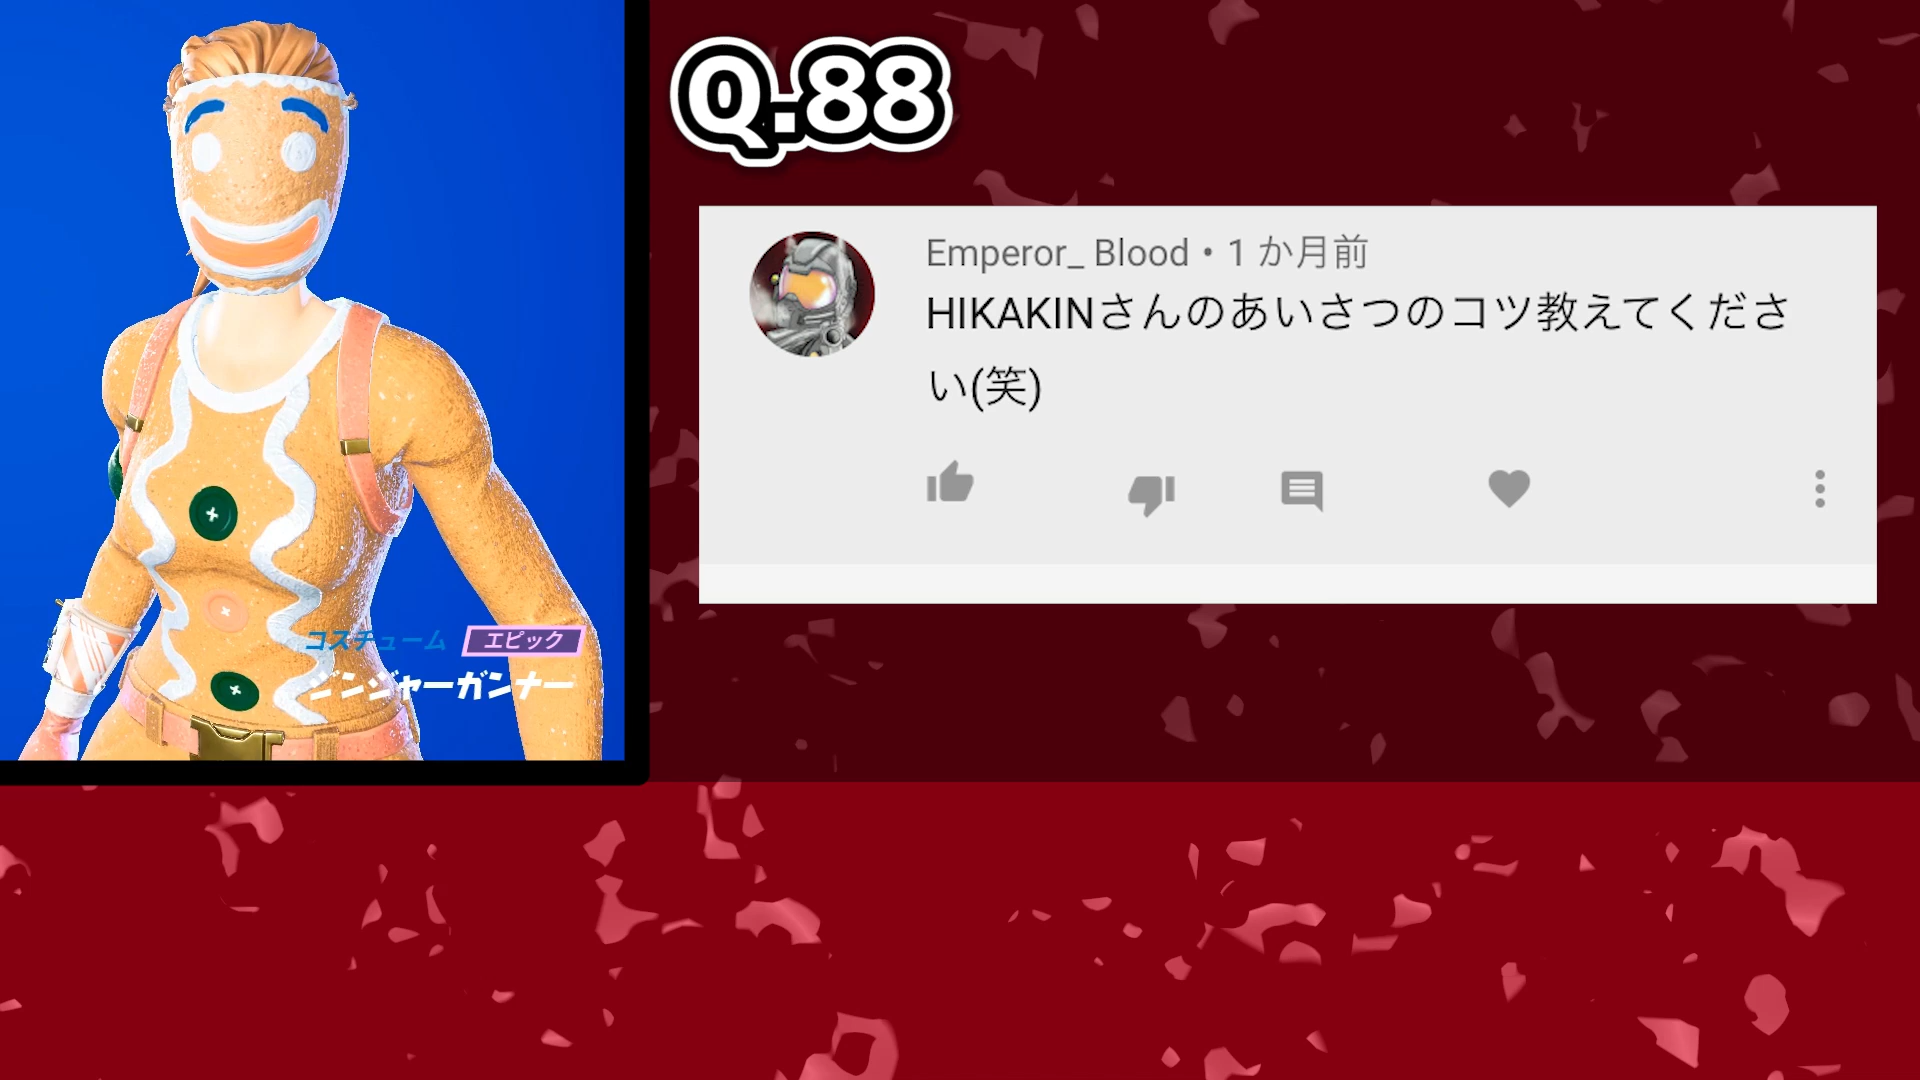 Q.88
Emperor_ Blood • 1 か月前
HIKAKINさんのあいさつのコツ教えてくださ
い(笑)
コスチューム エピック
ジンジャーガンナー